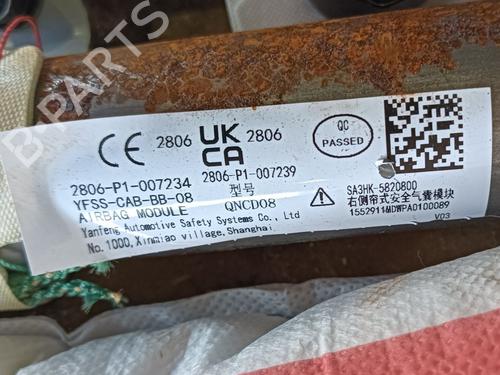 B-PARTS
CE 2806 UK CA 2806
QC PASSED
2806-P1-007234
2806-P1-007239
YFSS-CAB-BB-08
型号
AIRBAG MODULE
QNCD08
Yanfeng Automotive Safety Systems Co., Ltd.
No.1000, Xinmiao village, Shanghai.
SA3HK-5820800
右侧帘式安全气囊模块
1552911MDWPA0100089
V03